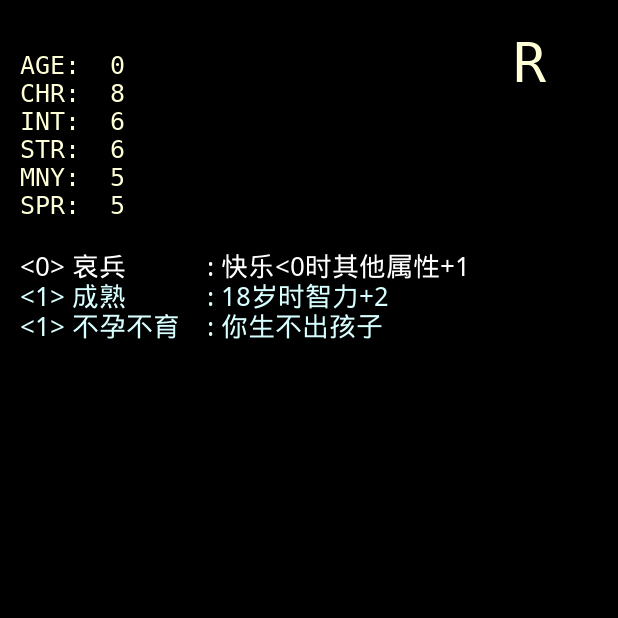 R
AGE: 0
CHR: 8
INT: 6
STR: 6
MNY: 5
SPR: 5
<0> 哀兵 : 快乐<0时其他属性+1
<1> 成熟 : 18岁时智力+2
<1> 不孕不育 : 你生不出孩子